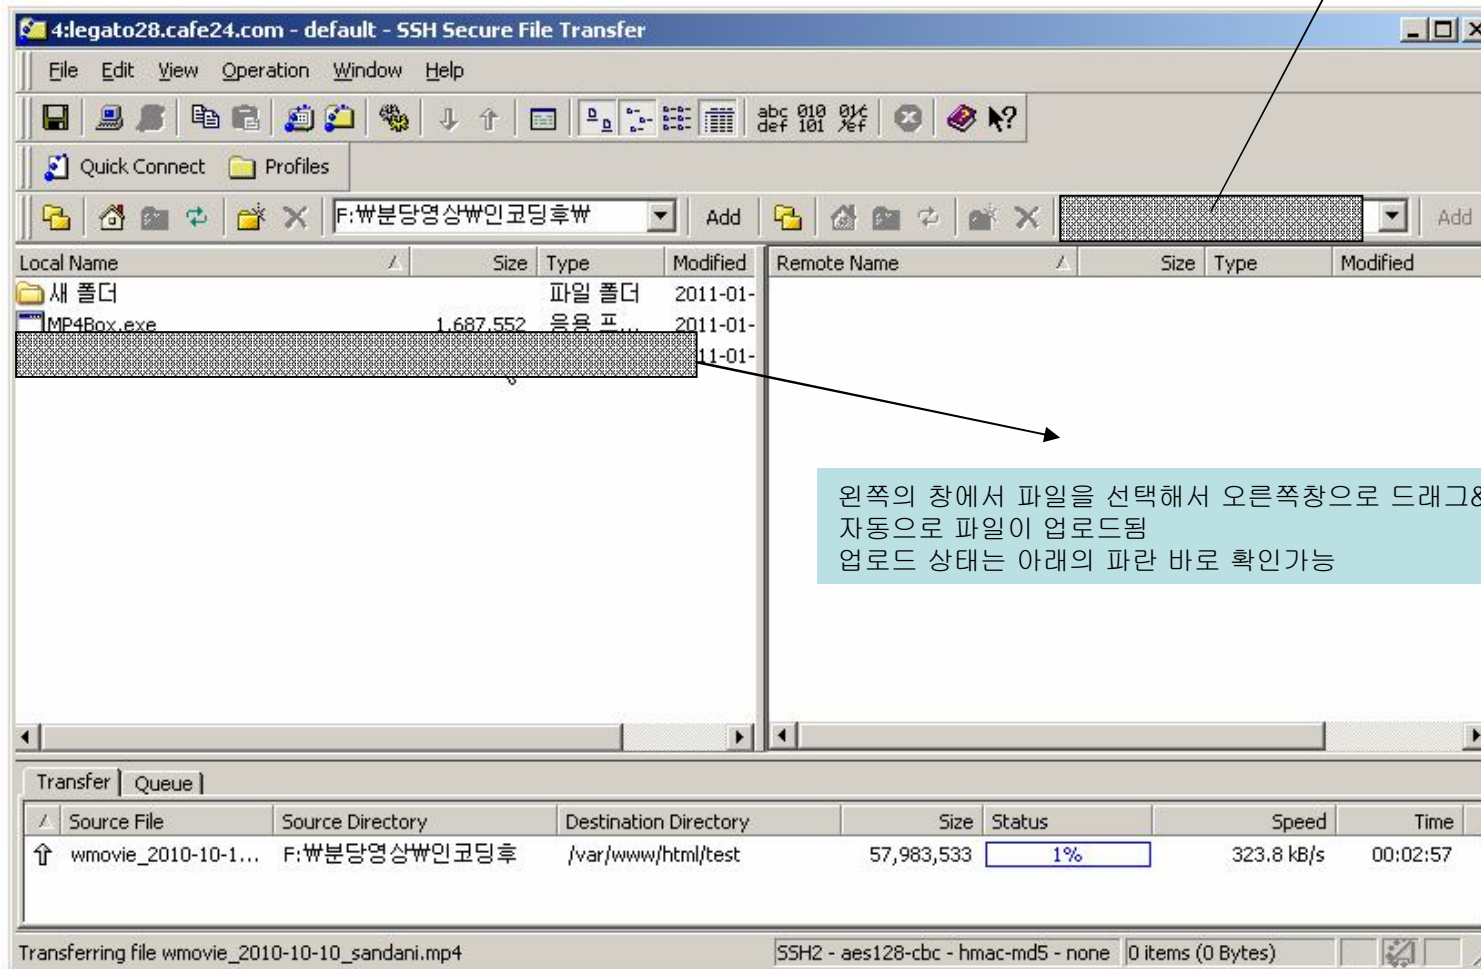 4:legato28.cafe24.com - default - SSH Secure File Transfer
File Edit View Operation Window Help
abc 010
def 101
Quick Connect Profiles
F:₩분당영상₩인코딩후₩ Add Add
Local Name Size Type Modified Remote Name Size Type Modified
새 폴더 파일 폴더 2011-01-
MP4Box.exe 1,687,552 응용 프... 2011-01-
11-01-
왼쪽의 창에서 파일을 선택해서 오른쪽창으로 드래그&
자동으로 파일이 업로드됨
업로드 상태는 아래의 파란 바로 확인가능
Transfer Queue
Source File Source Directory Destination Directory Size Status Speed Time
wmovie_2010-10-1... F:₩분당영상₩인코딩후 /var/www/html/test 57,983,533 1% 323.8 kB/s 00:02:57
Transferring file wmovie_2010-10-10_sandani.mp4 SSH2 - aes128-cbc - hmac-md5 - none 0 items (0 Bytes)